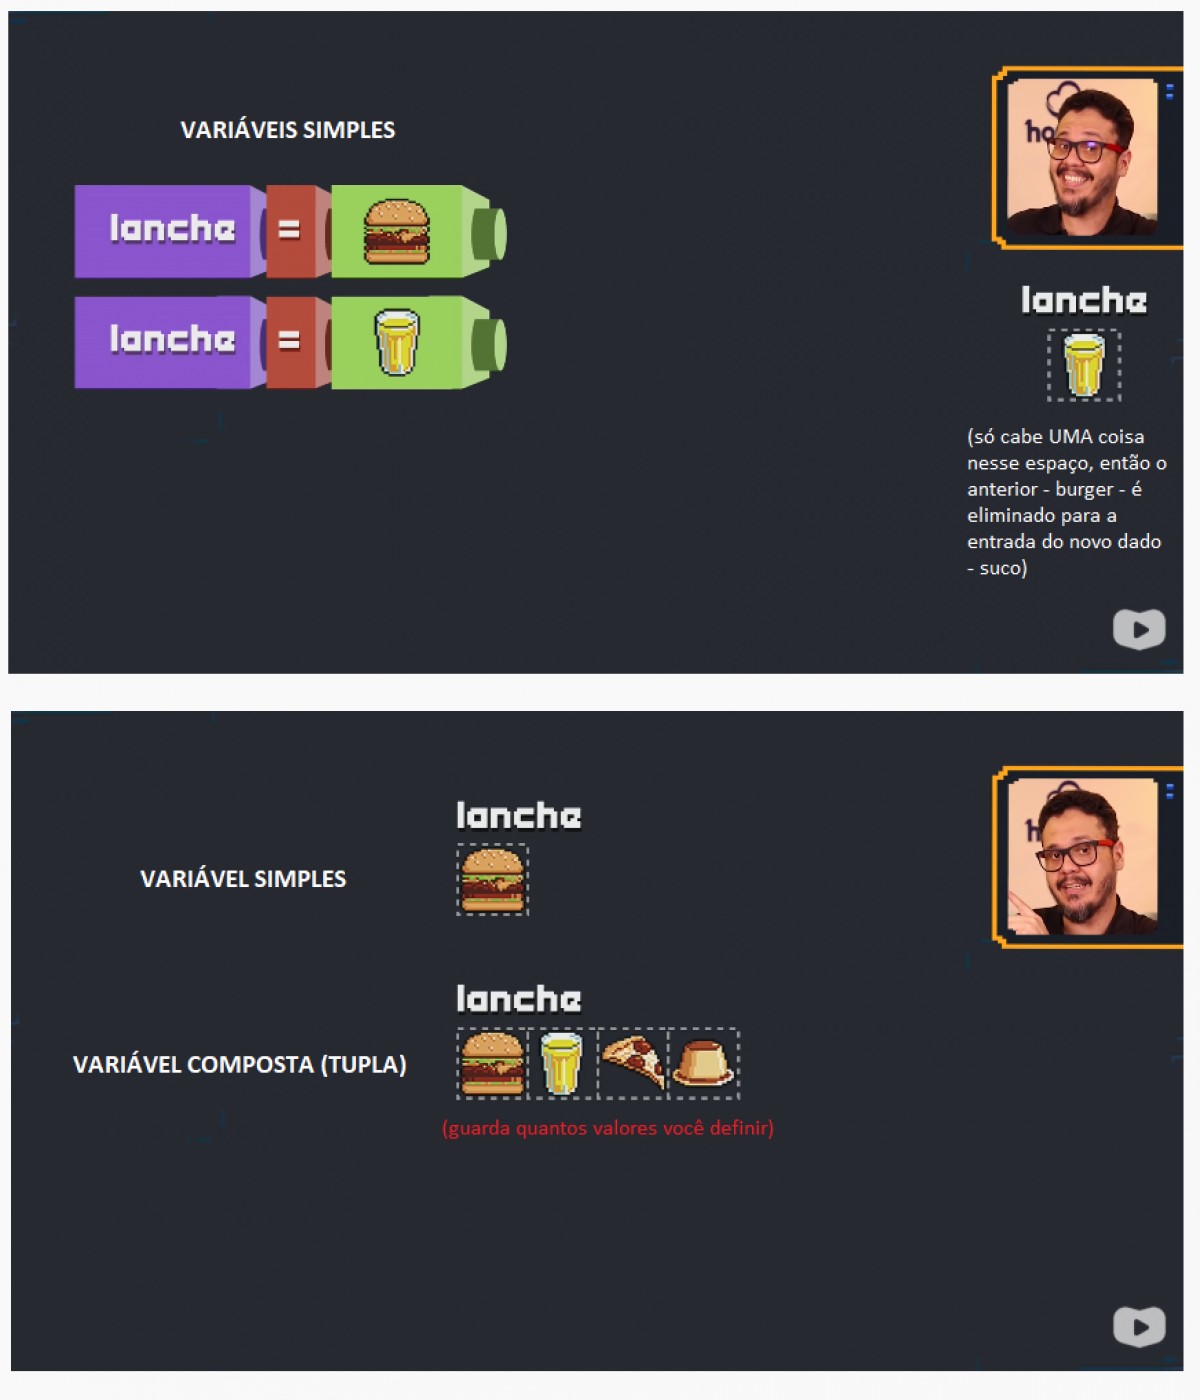 VARIÁVEIS SIMPLES
lanche =
lanche =
lanche
(só cabe UMA coisa
nesse espaço, então o
anterior - burger - é
eliminado para a
entrada do novo dado
- suco)
lanche
VARIÁVEL SIMPLES
lanche
VARIÁVEL COMPOSTA (TUPLA)
(guarda quantos valores você definir)